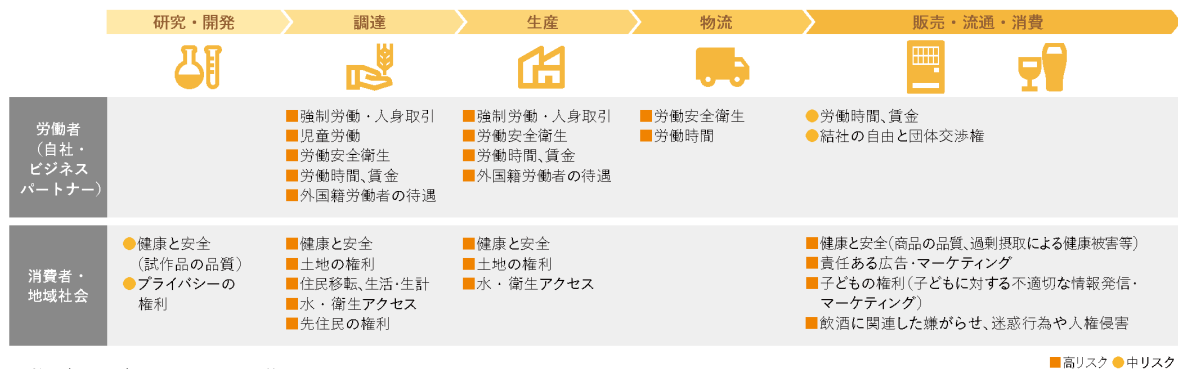 研究・開発
調達
生産
物流
販売・流通・消費
労働者
（自社・
ビジネス
パートナー）
■強制労働・人身取引
■児童労働
■労働安全衛生
■労働時間、賃金
■外国籍労働者の待遇
■強制労働・人身取引
■労働安全衛生
■労働時間、賃金
■外国籍労働者の待遇
■労働安全衛生
■労働時間
●労働時間、賃金
●結社の自由と団体交渉権
消費者・
地域社会
●健康と安全
（試作品の品質）
●プライバシーの
権利
■健康と安全
■土地の権利
■住民移転、生活・生計
■水・衛生アクセス
■先住民の権利
■健康と安全
■土地の権利
■水・衛生アクセス
■健康と安全（商品の品質、過剰摂取による健康被害等）
■責任ある広告・マーケティング
■子どもの権利（子どもに対する不適切な情報発信・
マーケティング）
■飲酒に関連した嫌がらせ、迷惑行為や人権侵害
■高リスク ●中リスク